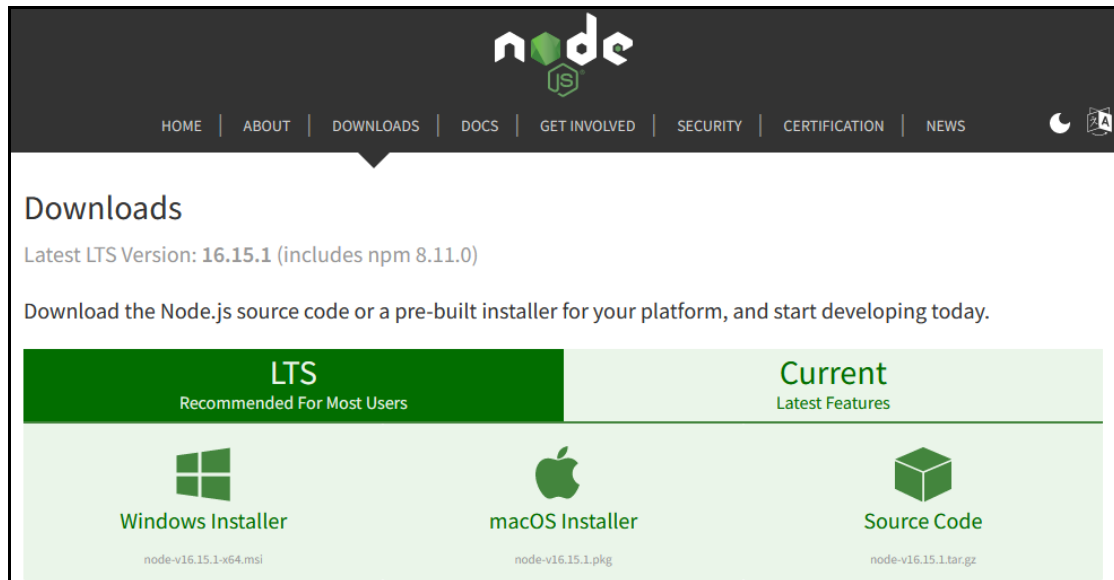 node
JS
HOME | ABOUT | DOWNLOADS | DOCS | GET INVOLVED | SECURITY | CERTIFICATION | NEWS
Downloads
Latest LTS Version: 16.15.1 (includes npm 8.11.0)
Download the Node.js source code or a pre-built installer for your platform, and start developing today.
LTS Current
Recommended For Most Users Latest Features
Windows Installer macOS Installer Source Code
node-v16.15.1-x64.msi node-v16.15.1.pkg node-v16.15.1.tar.gz